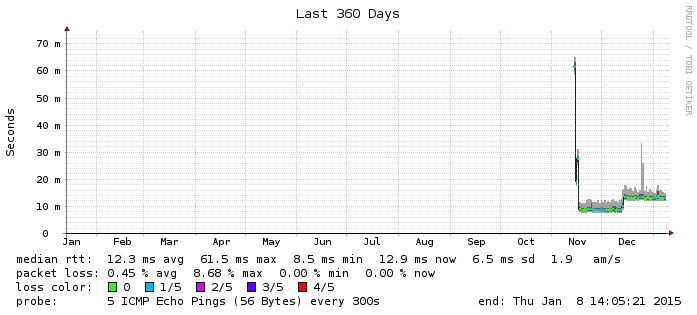 Last 360 Days
RRDTOOL / TOBI OETIKER
Seconds
70 m
60 m
50 m
40 m
30 m
20 m
10 m
0
Jan Feb Mar Apr May Jun Jul Aug Sep Oct Nov Dec
median rtt: 12.3 ms avg 61.5 ms max 8.5 ms min 12.9 ms now 6.5 ms sd 1.9 am/s
packet loss: 0.45 % avg 8.68 % max 0.00 % min 0.00 % now
loss color: 0 1/5 2/5 3/5 4/5
probe: 5 ICMP Echo Pings (56 Bytes) every 300s end: Thu Jan 8 14:05:21 2015